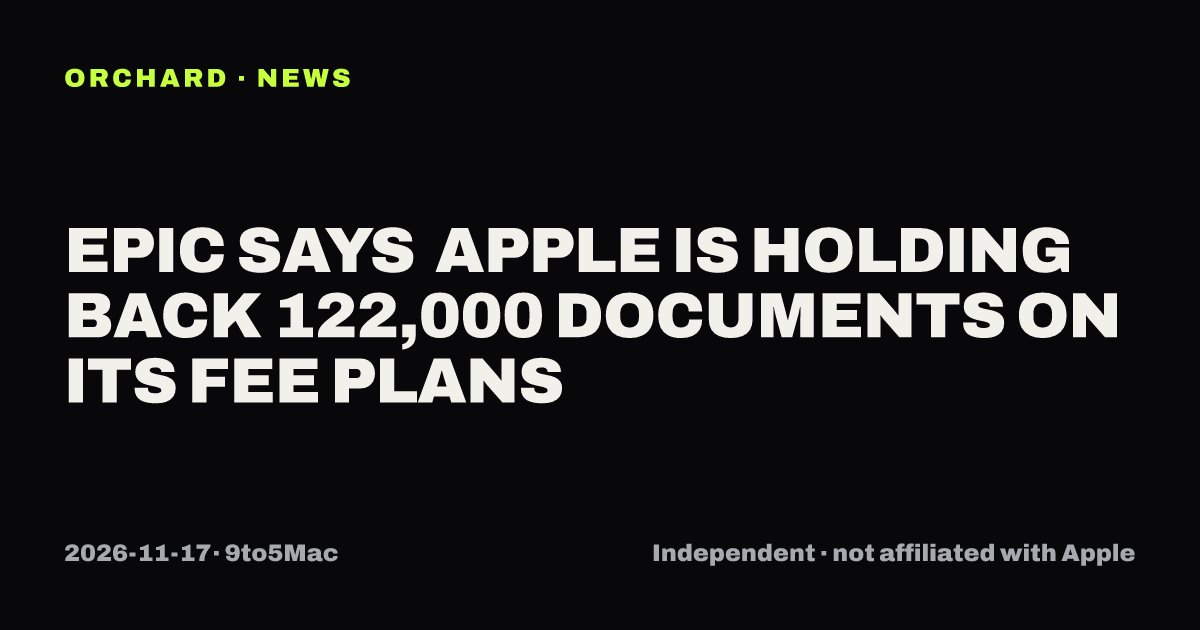 ORCHARD · NEWS
EPIC SAYS  APPLE IS HOLDING
BACK 122,000 DOCUMENTS ON
ITS FEE PLANS
2026-11-17· 9to5Mac
Independent · not affiliated with Apple